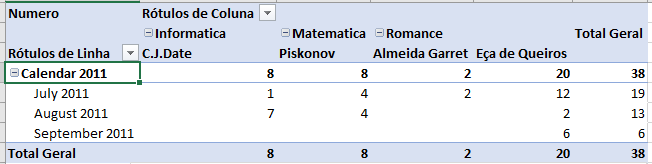 Numero Rótulos de Coluna
Informatica Matematica Romance Total Geral
Rótulos de Linha C.J.Date Piskonov Almeida Garret Eça de Queiros
Calendar 2011 8 8 2 20 38
July 2011 1 4 2 12 19
August 2011 7 4 2 13
September 2011 6 6
Total Geral 8 8 2 20 38